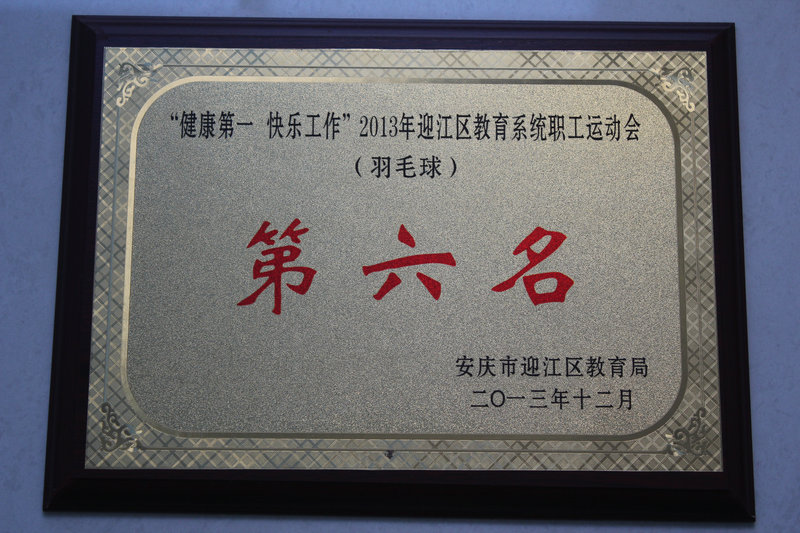 “健康第一 快乐工作”2013年迎江区教育系统职工运动会
（羽毛球）
第六名
安庆市迎江区教育局
二〇一三年十二月